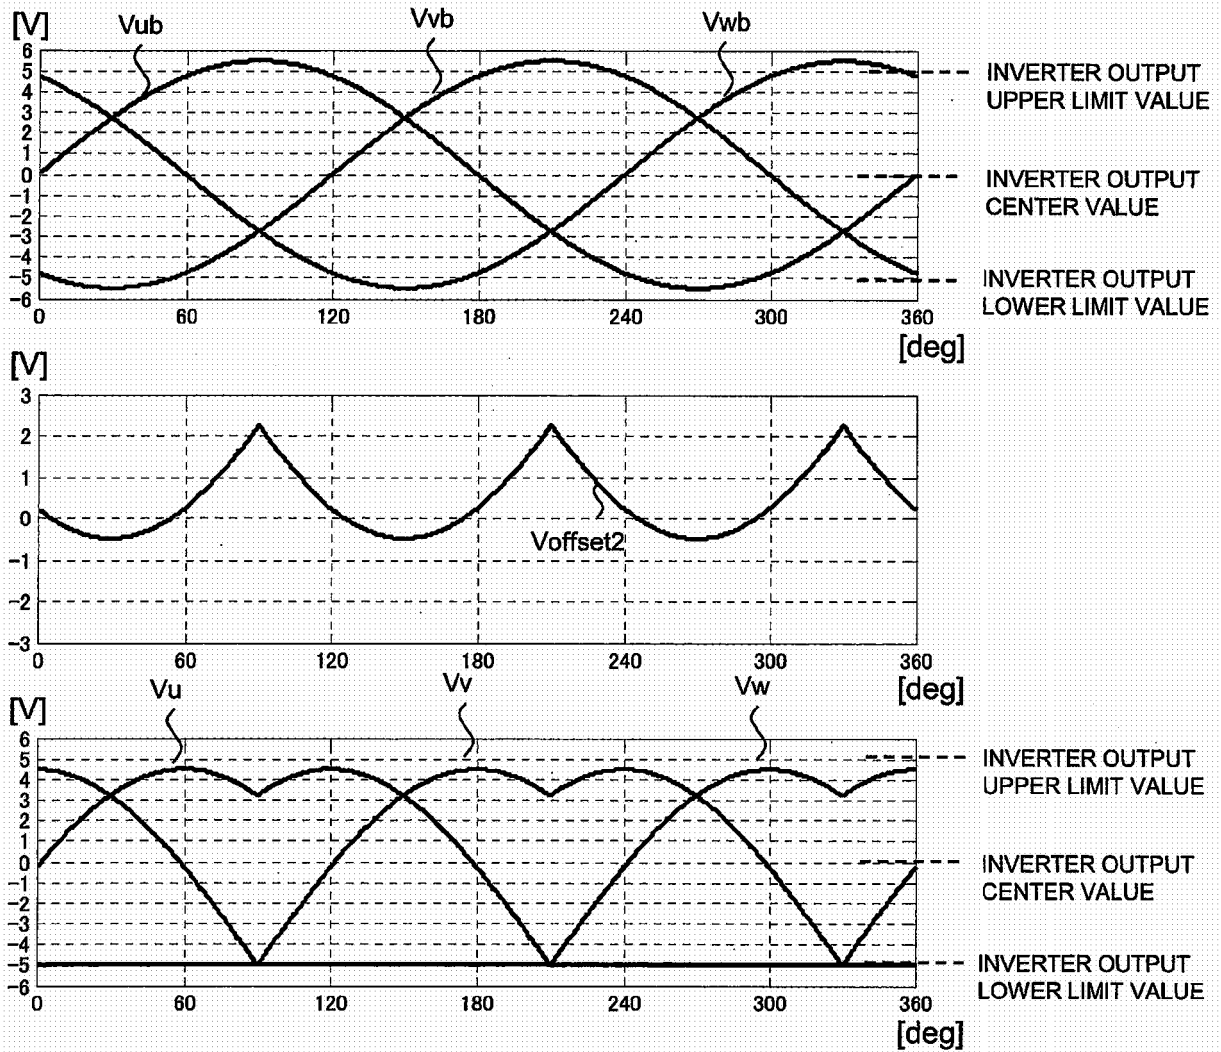 [V]
Vub
Vvb
Vwb
6
5
4
3
2
1
0
−1
−2
−3
−4
−5
−6
0
60
120
180
240
300
360
[deg]
INVERTER OUTPUT
UPPER LIMIT VALUE
INVERTER OUTPUT
CENTER VALUE
INVERTER OUTPUT
LOWER LIMIT VALUE
[V]
3
2
1
0
−1
−2
−3
Voffset2
0
60
120
180
240
300
360
[deg]
[V]
Vu
Vv
Vw
6
5
4
3
2
1
0
−1
−2
−3
−4
−5
−6
0
60
120
180
240
300
360
[deg]
INVERTER OUTPUT
UPPER LIMIT VALUE
INVERTER OUTPUT
CENTER VALUE
INVERTER OUTPUT
LOWER LIMIT VALUE